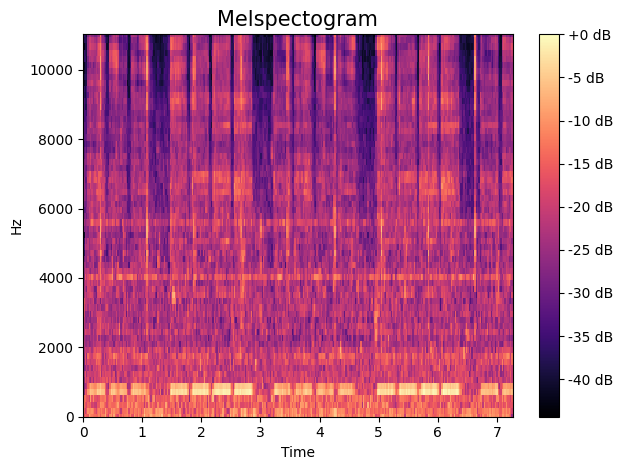 Melspectogram
+0 dB
10000
-5 dB
8000
-10 dB
-15 dB
6000
Hz
-20 dB
-25 dB
4000
-30 dB
2000
-35 dB
-40 dB
0
0 1 2 3 4 5 6 7
Time